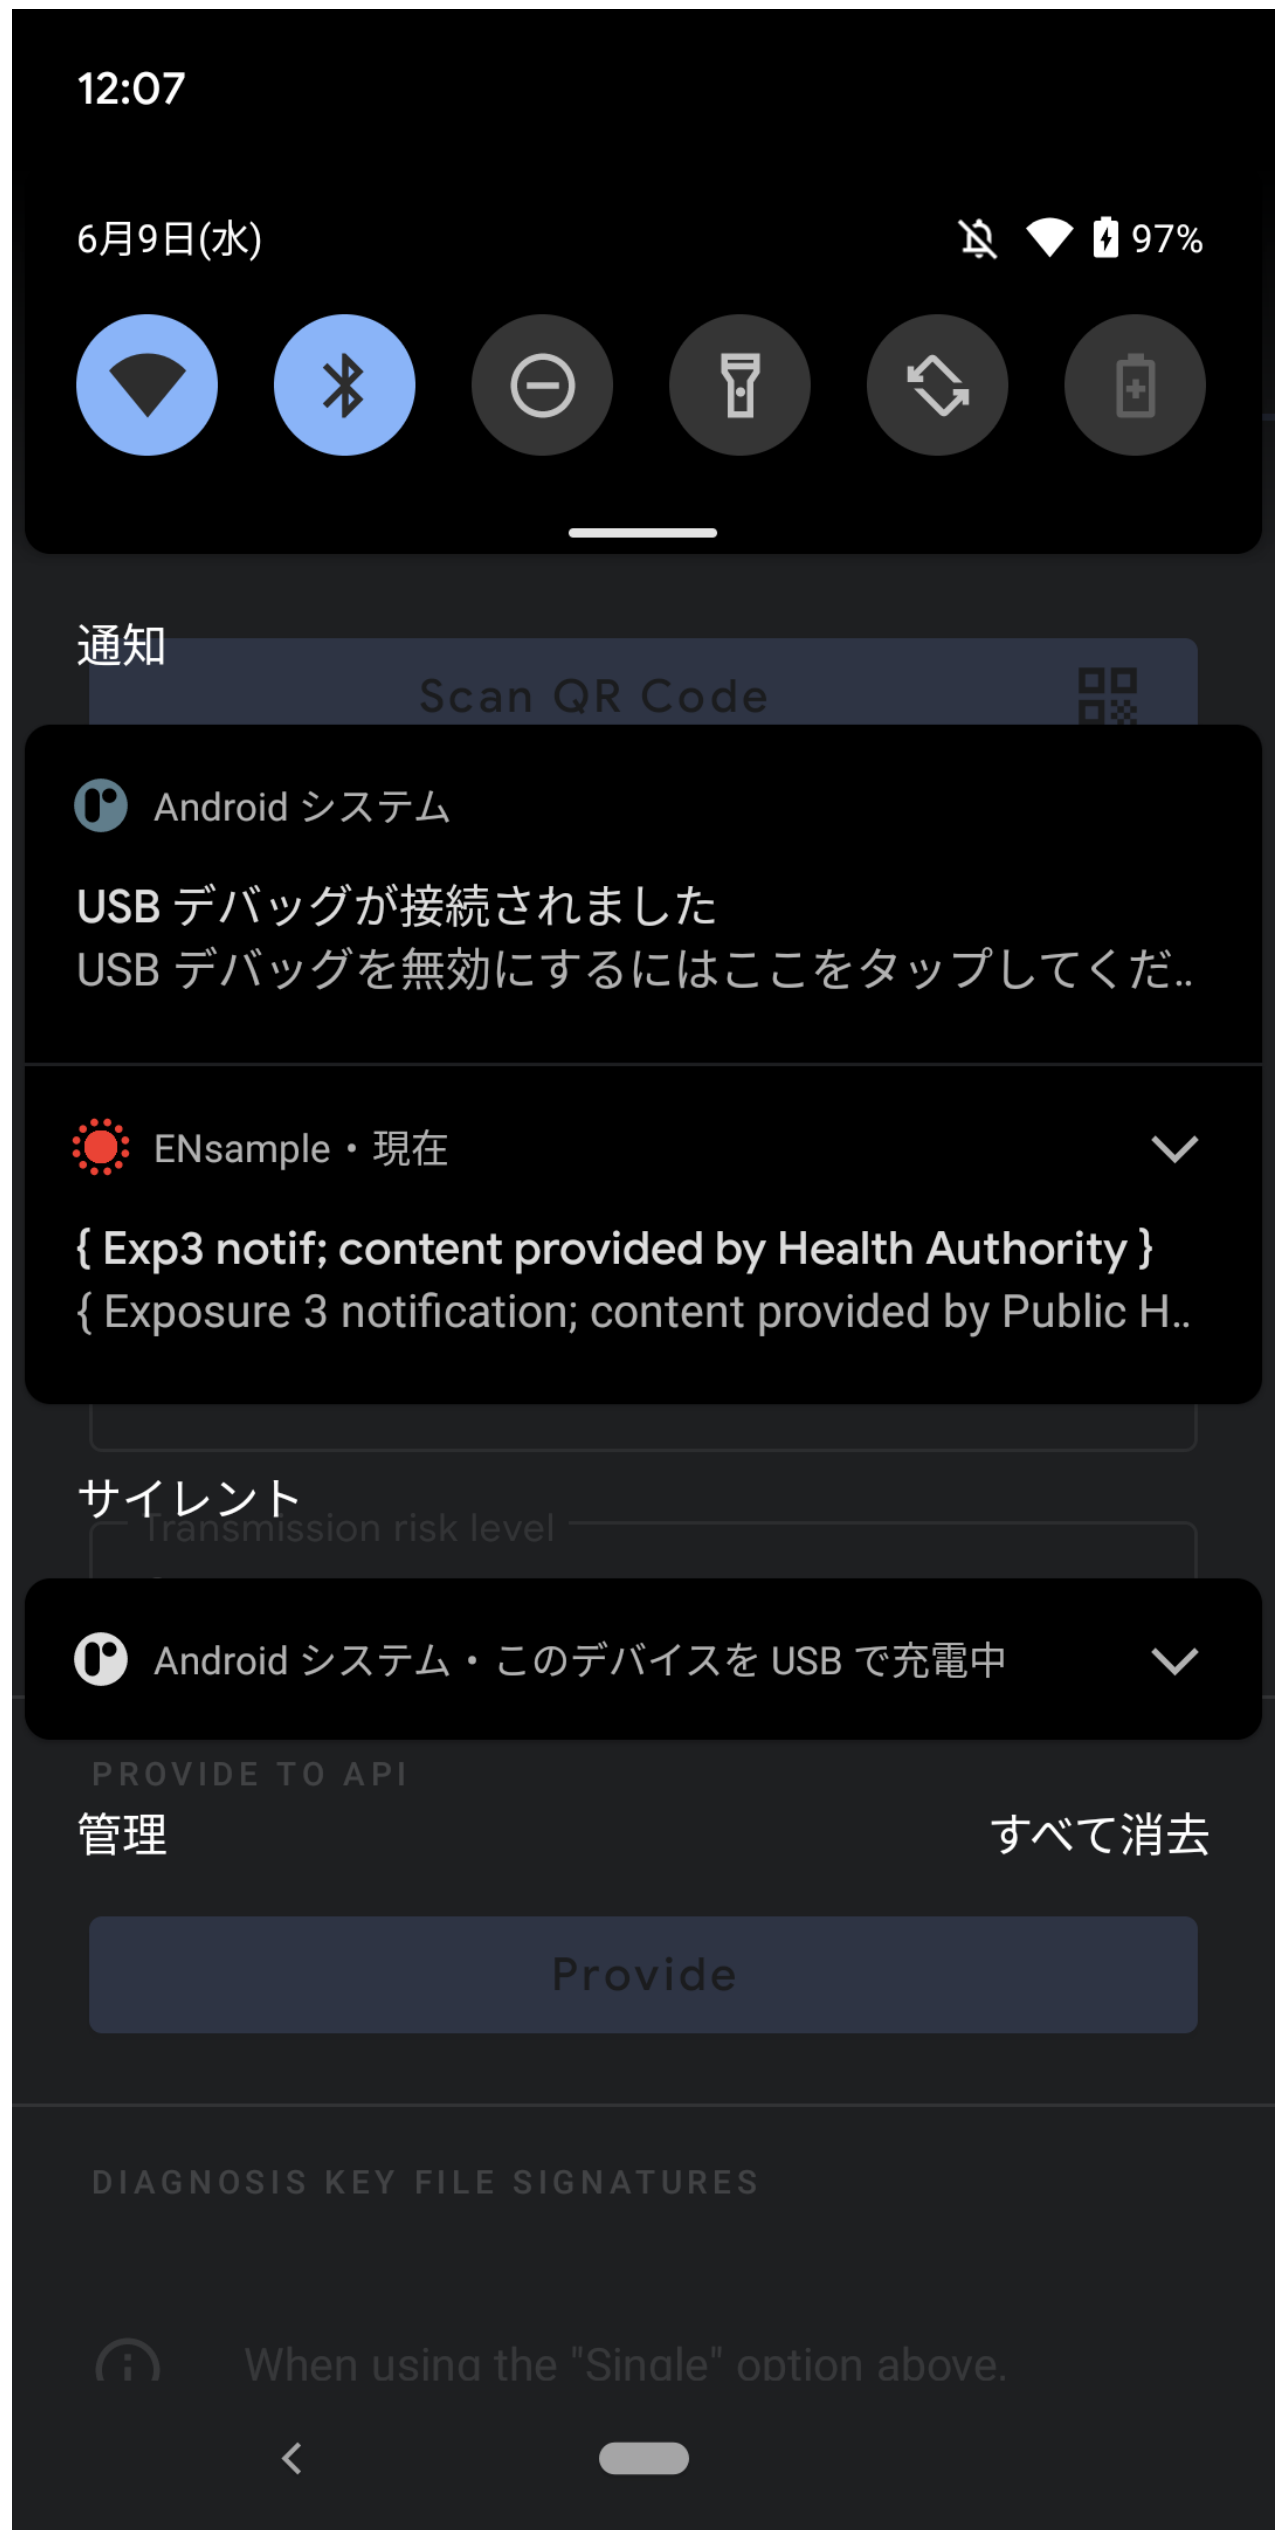 12:07
6月9日(水)
97%
通知
Scan QR Code
Android システム
USB デバッグが接続されました
USB デバッグを無効にするにはここをタップしてくだ..
ENsample・現在
{ Exp3 notif; content provided by Health Authority }
{ Exposure 3 notification; content provided by Public H..
サイレント
Transmission risk level
Android システム・このデバイスを USB で充電中
PROVIDE TO API
管理
すべて消去
Provide
DIAGNOSIS KEY FILE SIGNATURES
When using the "Single" option above.